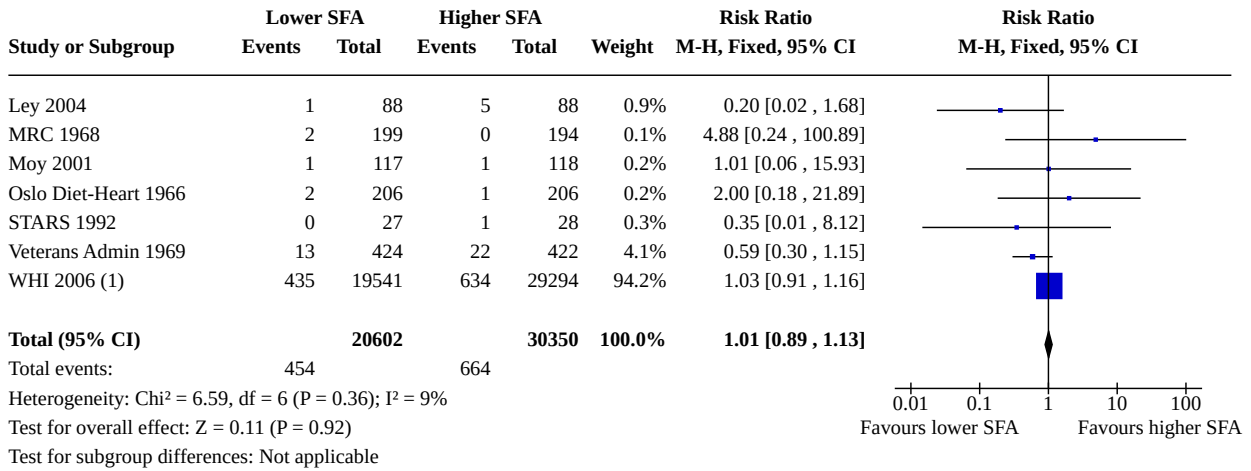 Lower SFA Higher SFA Risk Ratio Risk Ratio
Study or Subgroup Events Total Events Total Weight M-H, Fixed, 95% CI M-H, Fixed, 95% CI
Ley 2004 1 88 5 88 0.9% 0.20 [0.02 , 1.68]
MRC 1968 2 199 0 194 0.1% 4.88 [0.24 , 100.89]
Moy 2001 1 117 1 118 0.2% 1.01 [0.06 , 15.93]
Oslo Diet-Heart 1966 2 206 1 206 0.2% 2.00 [0.18 , 21.89]
STARS 1992 0 27 1 28 0.3% 0.35 [0.01 , 8.12]
Veterans Admin 1969 13 424 22 422 4.1% 0.59 [0.30 , 1.15]
WHI 2006 (1) 435 19541 634 29294 94.2% 1.03 [0.91 , 1.16]
Total (95% CI) 20602 30350 100.0% 1.01 [0.89 , 1.13]
Total events: 454 664
Heterogeneity: Chi² = 6.59, df = 6 (P = 0.36); I² = 9%
0.01 0.1 1 10 100
Test for overall effect: Z = 0.11 (P = 0.92)
Favours lower SFA Favours higher SFA
Test for subgroup differences: Not applicable